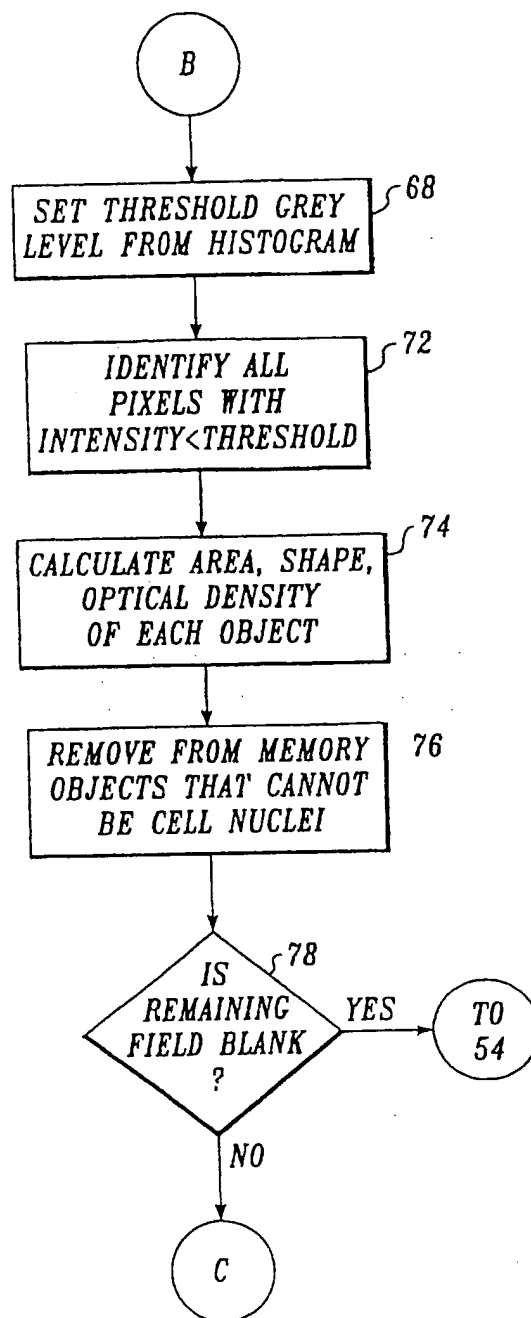 B
SET THRESHOLD GREY
LEVEL FROM HISTOGRAM
68
IDENTIFY ALL
PIXELS WITH
INTENSITY<THRESHOLD
72
CALCULATE AREA, SHAPE,
OPTICAL DENSITY
OF EACH OBJECT
74
REMOVE FROM MEMORY
OBJECTS THAT CANNOT
BE CELL NUCLEI
76
78
IS
REMAINING
FIELD BLANK
?
YES
TO
54
NO
C